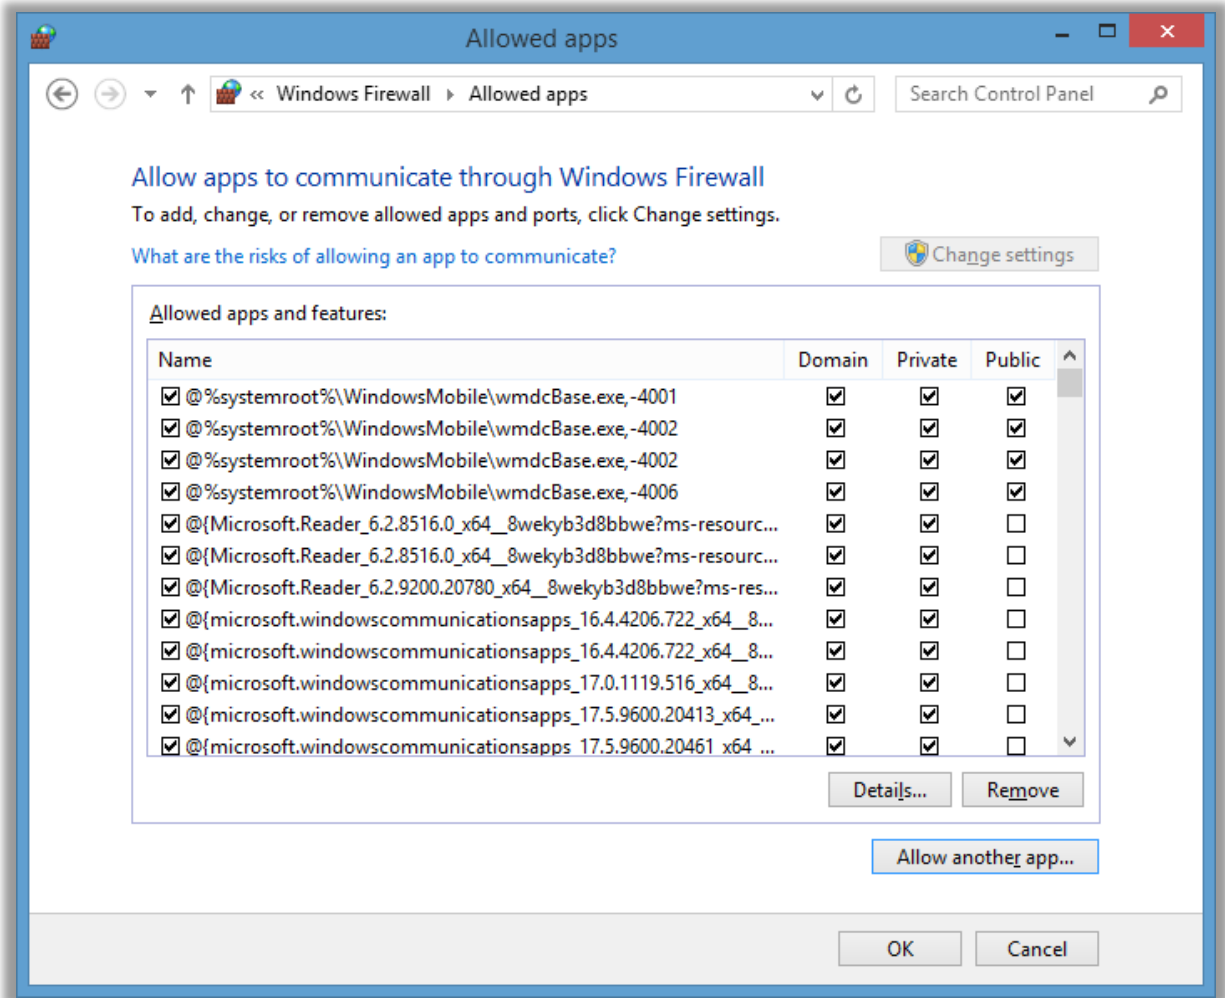 Allowed apps
« Windows Firewall Allowed apps
Search Control Panel
Allow apps to communicate through Windows Firewall
To add, change, or remove allowed apps and ports, click Change settings.
What are the risks of allowing an app to communicate?
Change settings
Allowed apps and features:
Name Domain Private Public
@%systemroot%\WindowsMobile\wmdcBase.exe,-4001
@%systemroot%\WindowsMobile\wmdcBase.exe,-4002
@%systemroot%\WindowsMobile\wmdcBase.exe,-4002
@%systemroot%\WindowsMobile\wmdcBase.exe,-4006
@{Microsoft.Reader_6.2.8516.0_x64__8wekyb3d8bbwe?ms-resourc...
@{Microsoft.Reader_6.2.8516.0_x64__8wekyb3d8bbwe?ms-resourc...
@{Microsoft.Reader_6.2.9200.20780_x64__8wekyb3d8bbwe?ms-res...
@{microsoft.windowscommunicationsapps_16.4.4206.722_x64__8...
@{microsoft.windowscommunicationsapps_16.4.4206.722_x64__8...
@{microsoft.windowscommunicationsapps_17.0.1119.516_x64__8...
@{microsoft.windowscommunicationsapps_17.5.9600.20413_x64_...
@{microsoft.windowscommunicationsapps_17.5.9600.20461_x64_...
Details... Remove
Allow another app...
OK Cancel